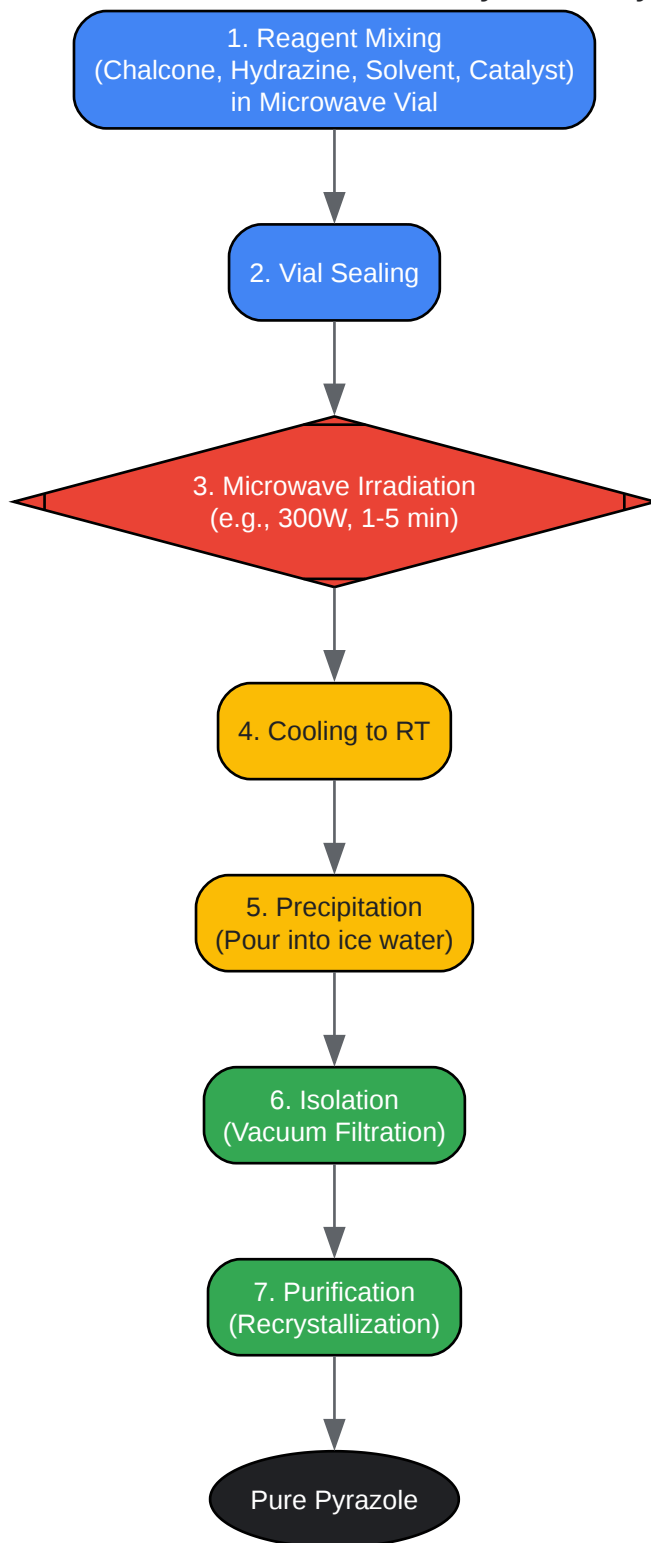 1. Reagent Mixing
(Chalcone, Hydrazine, Solvent, Catalyst)
in Microwave Vial
2. Vial Sealing
3. Microwave Irradiation
(e.g., 300W, 1-5 min)
4. Cooling to RT
5. Precipitation
(Pour into ice water)
6. Isolation
(Vacuum Filtration)
7. Purification
(Recrystallization)
Pure Pyrazole